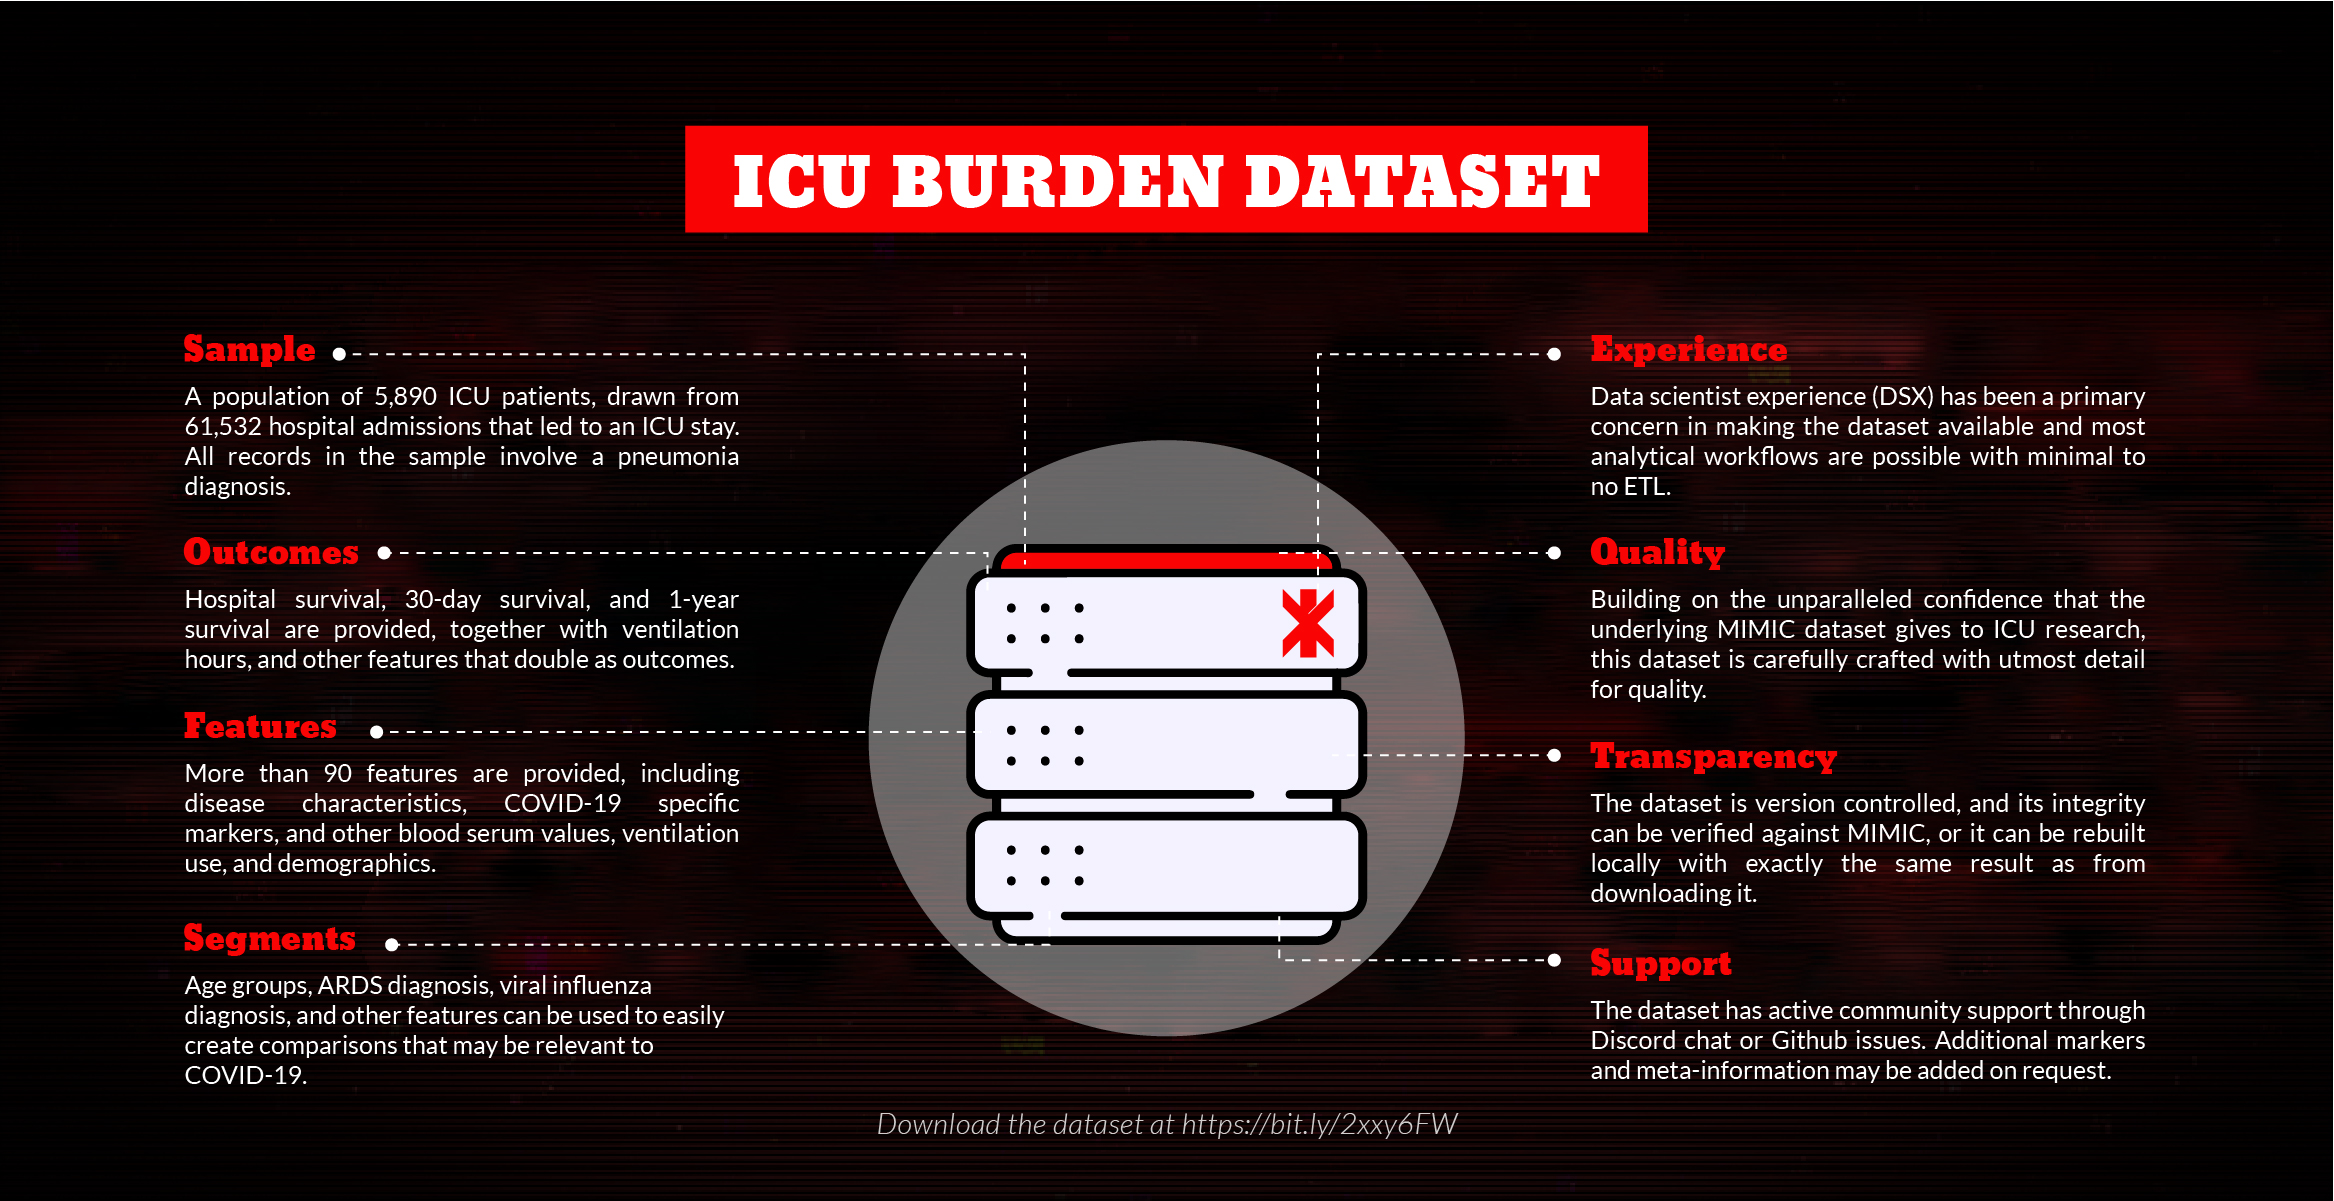 ICU BURDEN DATASET
Sample
A population of 5,890 ICU patients, drawn from
61,532 hospital admissions that led to an ICU stay.
All records in the sample involve a pneumonia
diagnosis.
Outcomes
Hospital survival, 30-day survival, and 1-year
survival are provided, together with ventilation
hours, and other features that double as outcomes.
Features
More than 90 features are provided, including
disease characteristics, COVID-19 specific
markers, and other blood serum values, ventilation
use, and demographics.
Segments
Age groups, ARDS diagnosis, viral influenza
diagnosis, and other features can be used to easily
create comparisons that may be relevant to
COVID-19.
Experience
Data scientist experience (DSX) has been a primary
concern in making the dataset available and most
analytical workflows are possible with minimal to
no ETL.
Quality
Building on the unparalleled confidence that the
underlying MIMIC dataset gives to ICU research,
this dataset is carefully crafted with utmost detail
for quality.
Transparency
The dataset is version controlled, and its integrity
can be verified against MIMIC, or it can be rebuilt
locally with exactly the same result as from
downloading it.
Support
The dataset has active community support through
Discord chat or Github issues. Additional markers
and meta-information may be added on request.
Download the dataset at https://bit.ly/2xxy6FW